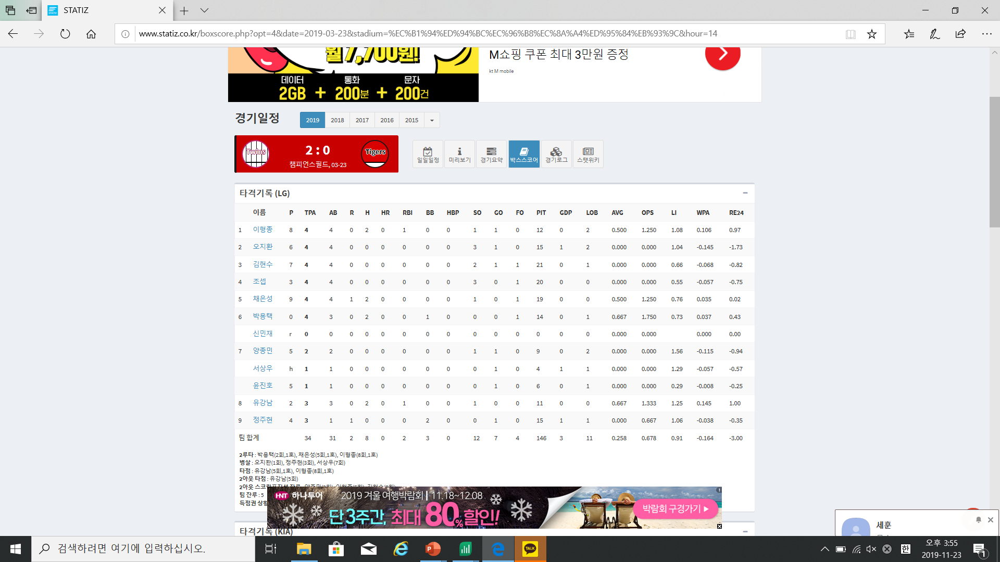 STATIZ
www.statiz.co.kr/boxscore.php?opt=4&date=2019-03-23&stadium=%EC%B1%94%ED%94%BC%EC%96%B8%EC%8A%A4%ED%95%84%EB%93%9C&hour=14
월7,700원!
데이터 통화 문자
2GB + 200분 + 200건
M쇼핑 쿠폰 최대 3만원 증정
kt M mobile
경기일정 2019 2018 2017 2016 2015
Twins 2 : 0 Tigers
챔피언스필드, 03-23
일일일정 미리보기 경기요약 박스스코어 경기로그 스탯위키
타격기록 (LG)
이름 P TPA AB R H HR RBI BB HBP SO GO FO PIT GDP LOB AVG OPS LI WPA RE24
1 이형종 8 4 4 0 2 0 1 0 0 1 1 0 12 0 2 0.500 1.250 1.08 0.106 0.97
2 오지환 6 4 4 0 0 0 0 0 0 3 1 0 15 1 2 0.000 0.000 1.04 -0.145 -1.73
3 김현수 7 4 4 0 0 0 0 0 0 2 1 1 21 0 1 0.000 0.000 0.66 -0.068 -0.82
4 조셉 3 4 4 0 0 0 0 0 0 3 0 1 20 0 0 0.000 0.000 0.55 -0.057 -0.75
5 채은성 9 4 4 1 2 0 0 0 0 1 0 1 19 0 0 0.500 1.250 0.76 0.035 0.02
6 박용택 0 4 3 0 2 0 0 1 0 0 0 1 14 0 1 0.667 1.750 0.73 0.037 0.43
신민재 r 0 0 0 0 0 0 0 0 0 0 0 0 0 0 0.000 0.000 0.000 0.00
7 양종민 5 2 2 0 0 0 0 0 0 1 1 0 9 0 2 0.000 0.000 1.56 -0.115 -0.94
서상우 h 1 1 0 0 0 0 0 0 0 1 0 4 1 1 0.000 0.000 1.29 -0.057 -0.57
윤진호 5 1 1 0 0 0 0 0 0 0 1 0 6 0 1 0.000 0.000 0.29 -0.008 -0.25
8 유강남 2 3 3 0 2 0 1 0 0 1 0 0 11 0 0 0.667 1.333 1.25 0.145 1.00
9 정주현 4 3 1 1 0 0 0 2 0 0 1 0 15 1 1 0.000 0.667 1.06 -0.038 -0.35
팀 합계 34 31 2 8 0 2 3 0 12 7 4 146 3 11 0.258 0.678 0.91 -0.164 -3.00
2루타 : 박용택(2회,1호), 채은성(5회,1호), 이형종(8회,1호)
병살 : 오지환(1회), 정주현(3회), 서상우(7회)
타점 : 유강남(5회,1호), 이형종(8회,1호)
2아웃 타점 : 유강남(5회)
팀 잔루 : 5
득점권 상황
HNT 하나투어 2019 겨울 여행박람회 | 11.18~12.08
단 3주간, 최대 80% 할인!
박람회 구경가기
타격기록 (KIA)
세훈
검색하려면 여기에 입력하십시오.
TALK
한
오후 3:55
2019-11-23
1